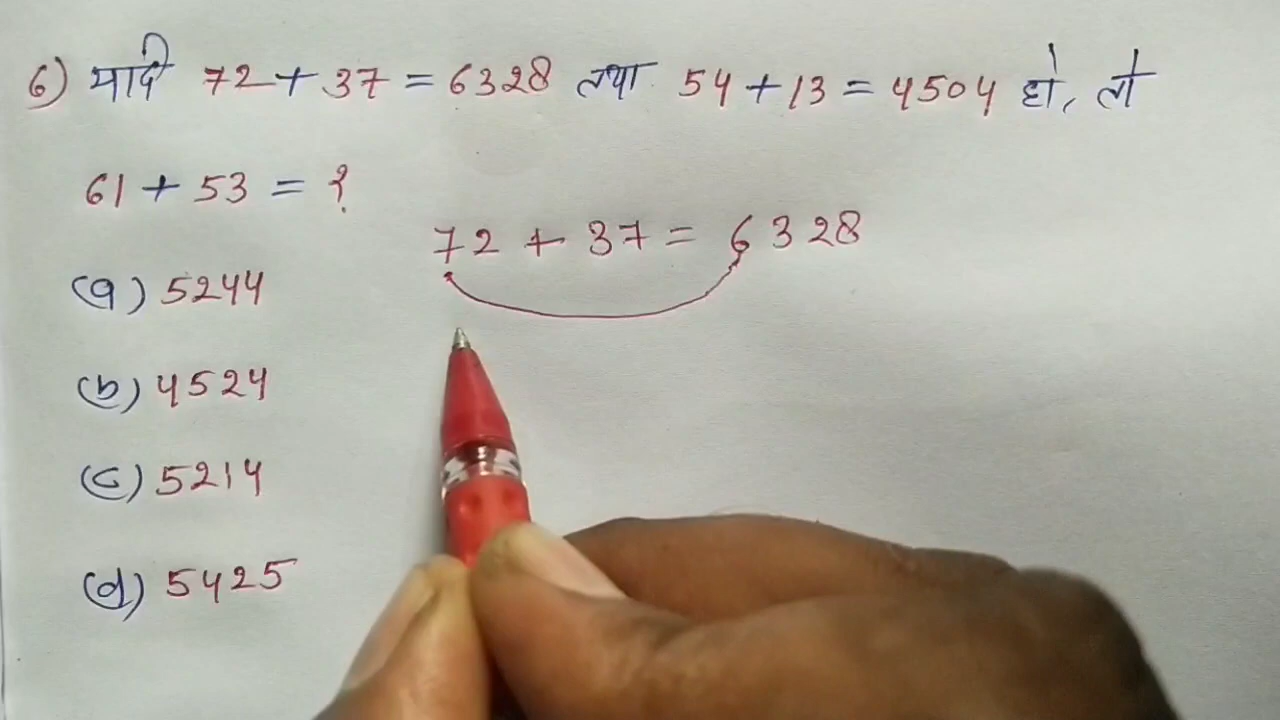 6) यदि 72 + 37 = 6328 तथा 54 + 13 = 4504 हो, तो
61 + 53 = ?
72 + 37 = 6328
(a) 5244
(b) 4524
(c) 5214
(d) 5425